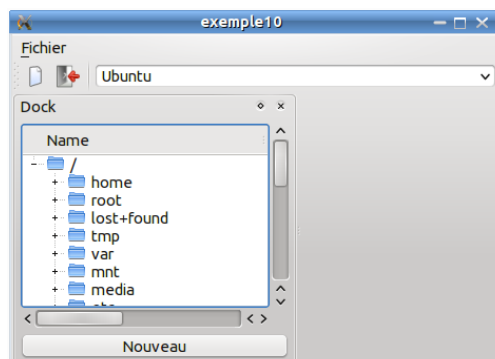 exemple10
Fichier
Ubuntu
Dock
Name
/
home
root
lost+found
tmp
var
mnt
media
Nouveau